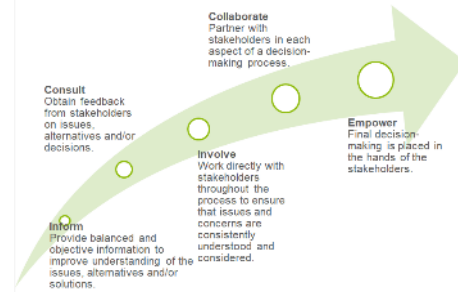 Collaborate
Partner with
stakeholders in each
aspect of a decision-
making process.
Consult
Obtain feedback
from stakeholders
on issues,
alternatives and/or
decisions.
Empower
Final decision-
making is placed in
the hands of the
stakeholders.
Involve
Work directly with
stakeholders
throughout the
process to ensure
that issues and
concerns are
consistently
understood and
considered.
Inform
Provide balanced and
objective information to
improve understanding of the
issues, alternatives and/or
solutions.